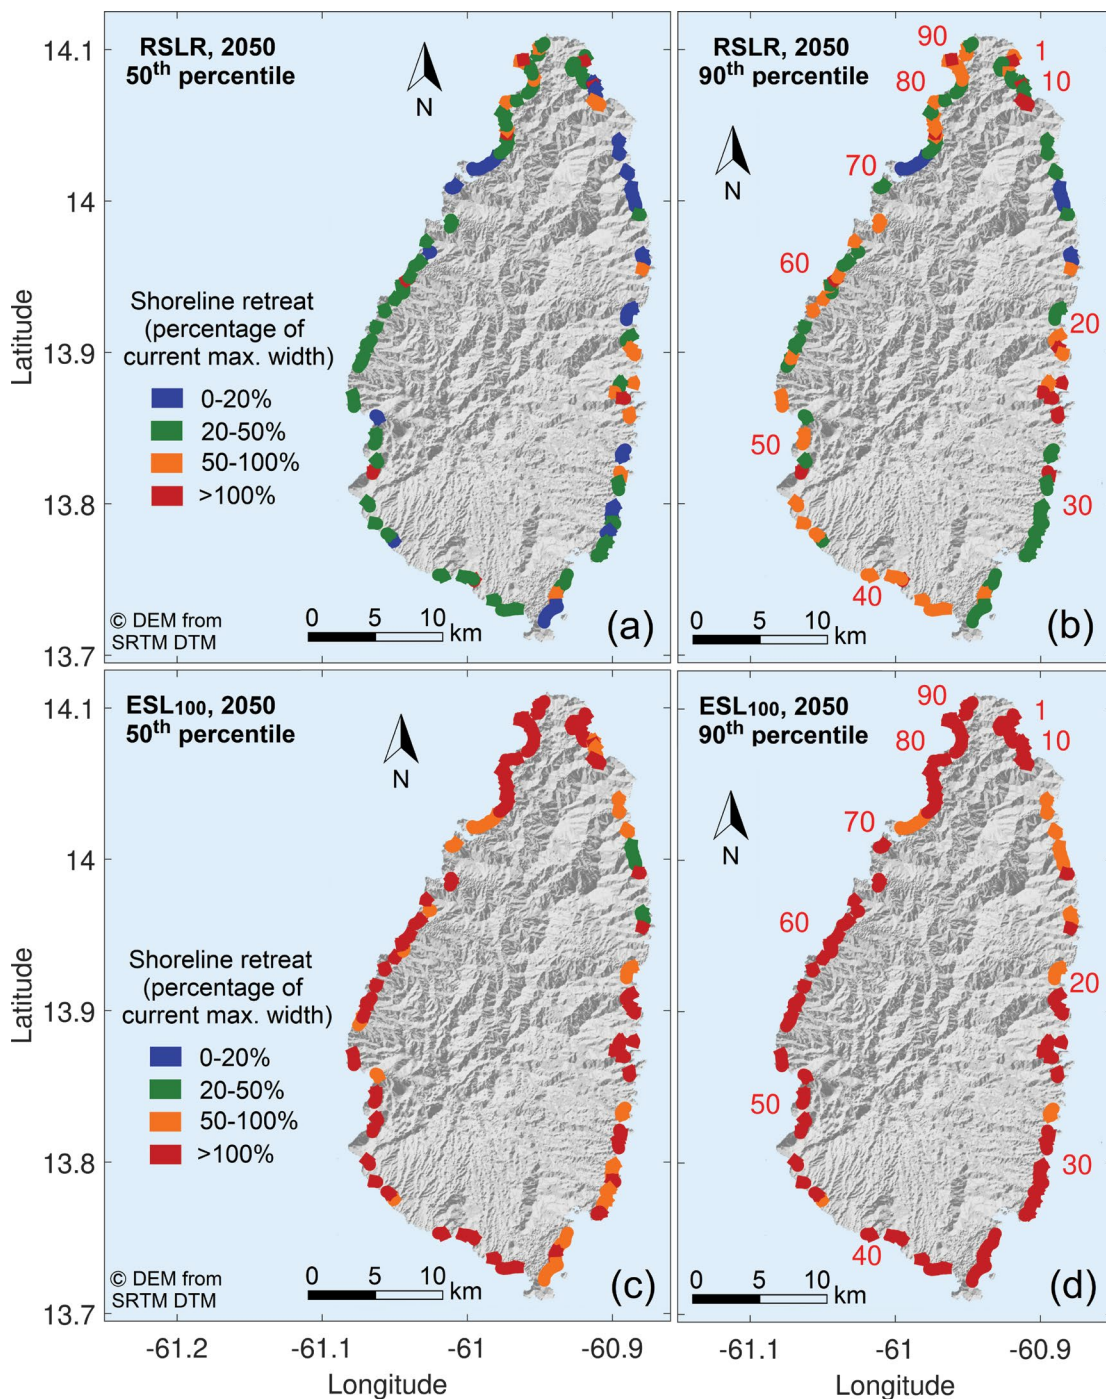 RSLR, 2050
50th percentile
N
Shoreline retreat
(percentage of
current max. width)
0-20%
20-50%
50-100%
>100%
© DEM from
SRTM DTM
0 5 10
km
(a)
14.1
14
13.9
13.8
13.7
Latitude
RSLR, 2050
90th percentile
N
90
80
70
60
50
40
1
10
20
30
0 5 10
km
(b)
ESL100, 2050
50th percentile
N
Shoreline retreat
(percentage of
current max. width)
0-20%
20-50%
50-100%
>100%
© DEM from
SRTM DTM
0 5 10
km
(c)
14.1
14
13.9
13.8
13.7
Latitude
-61.2 -61.1 -61 -60.9
Longitude
ESL100, 2050
90th percentile
N
90
80
70
60
50
40
1
10
20
30
0 5 10
km
(d)
-61.1 -61 -60.9
Longitude